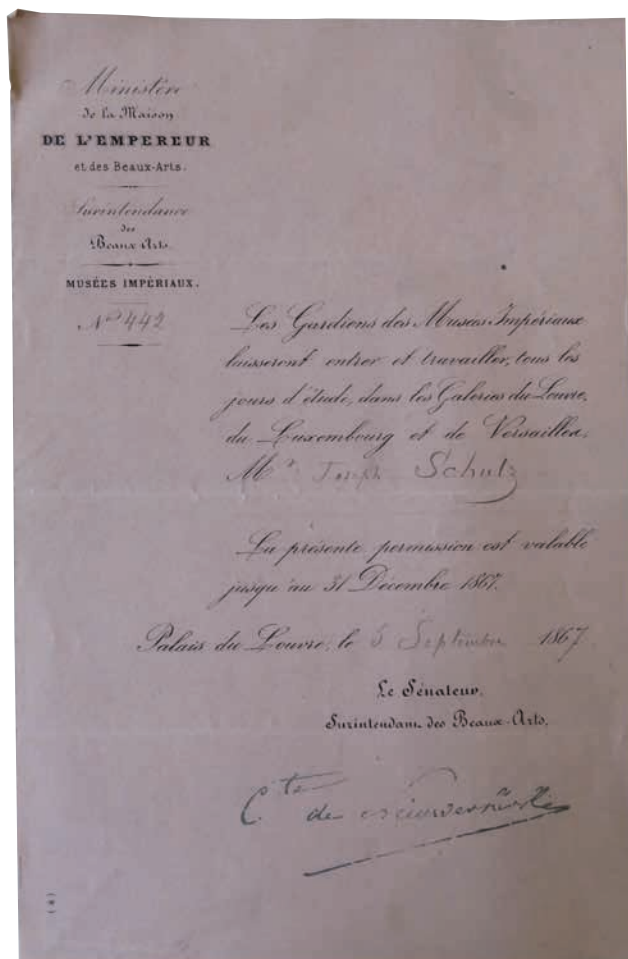 Ministère
de la Maison
DE L'EMPEREUR
et des Beaux-Arts.
Surintendance
des
Beaux-Arts.
MUSÉES IMPÉRIAUX.
No 442
Les Gardiens des Musées Impériaux
laisseront entrer et travailler, tous les
jours d'étude, dans les Galeries du Louvre,
du Luxembourg et de Versailles.
Mr Joseph Schulz
La présente permission est valable
jusqu'au 31 Décembre 1867.
Palais du Louvre, le 5 Septembre 1867
Le Sénateur,
Surintendant des Beaux-Arts,
Cte de Nieuwerkerke